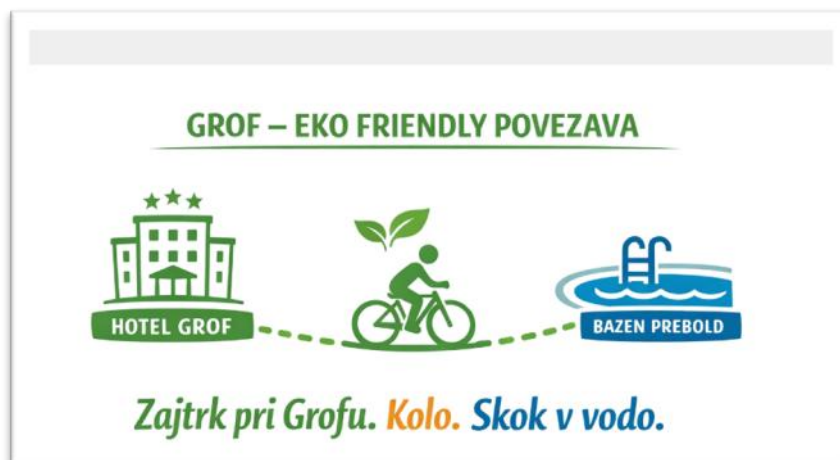 GROF – EKO FRIENDLY POVEZAVA
HOTEL GROF
BAZEN PREBOLD
Zajtrk pri Grofu. Kolo. Skok v vodo.